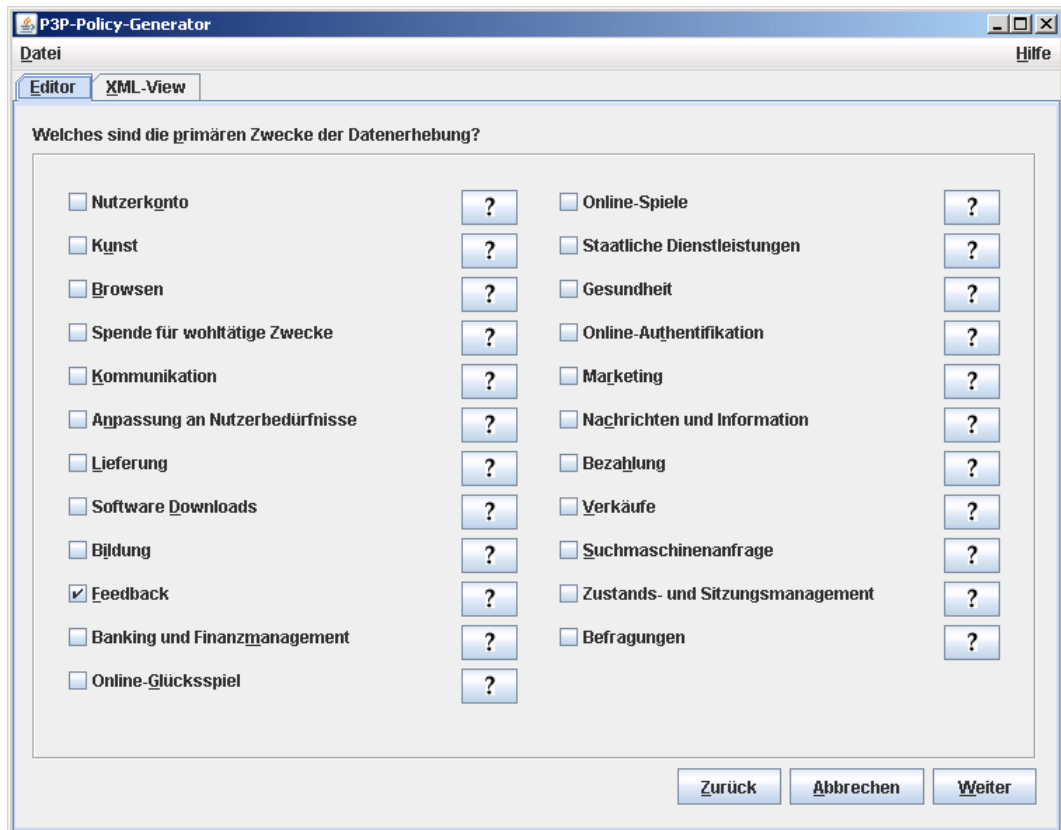 P3P-Policy-Generator
Datei Hilfe
Editor XML-View
Welches sind die primären Zwecke der Datenerhebung?
Nutzerkonto ? Online-Spiele ?
Kunst ? Staatliche Dienstleistungen ?
Browsen ? Gesundheit ?
Spende für wohltätige Zwecke ? Online-Authentifikation ?
Kommunikation ? Marketing ?
Anpassung an Nutzerbedürfnisse ? Nachrichten und Information ?
Lieferung ? Bezahlung ?
Software Downloads ? Verkäufe ?
Bildung ? Suchmaschinenanfrage ?
Feedback ? Zustands- und Sitzungsmanagement ?
Banking und Finanzmanagement ? Befragungen ?
Online-Glücksspiel ?
Zurück Abbrechen Weiter